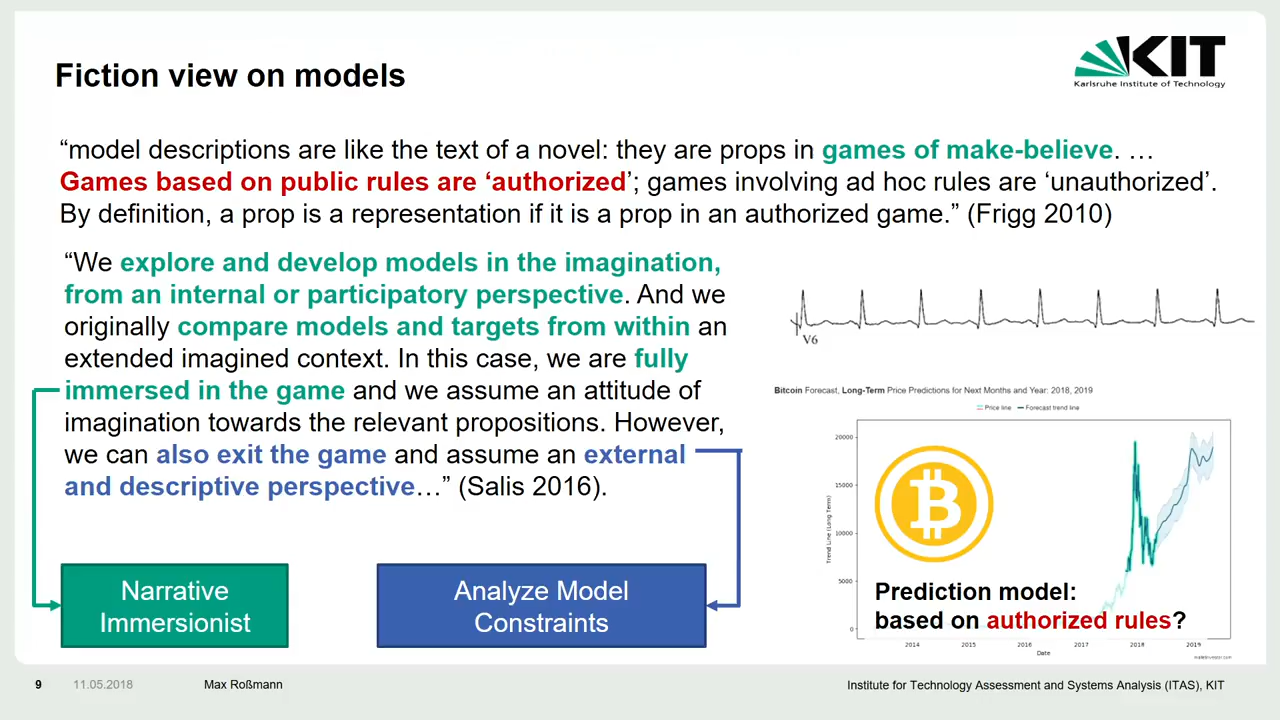 Fiction view on models
KIT
Karlsruhe Institute of Technology
“model descriptions are like the text of a novel: they are props in games of make-believe. …
Games based on public rules are ‘authorized’; games involving ad hoc rules are ‘unauthorized’.
By definition, a prop is a representation if it is a prop in an authorized game.” (Frigg 2010)
“We explore and develop models in the imagination,
from an internal or participatory perspective. And we
originally compare models and targets from within an
extended imagined context. In this case, we are fully
immersed in the game and we assume an attitude of
imagination towards the relevant propositions. However,
we can also exit the game and assume an external
and descriptive perspective…” (Salis 2016).
Narrative
Immersionist
Analyze Model
Constraints
V6
Bitcoin Forecast, Long-Term Price Predictions for Next Months and Year: 2018, 2019
Price line Forecast trend line
20000
15000
10000
5000
0
Trend Line (Long Term)
Prediction model:
based on authorized rules?
2014 2015 2016 2017 2018 2019
Date
walletinvestor.com
9 11.05.2018 Max Roßmann Institute for Technology Assessment and Systems Analysis (ITAS), KIT